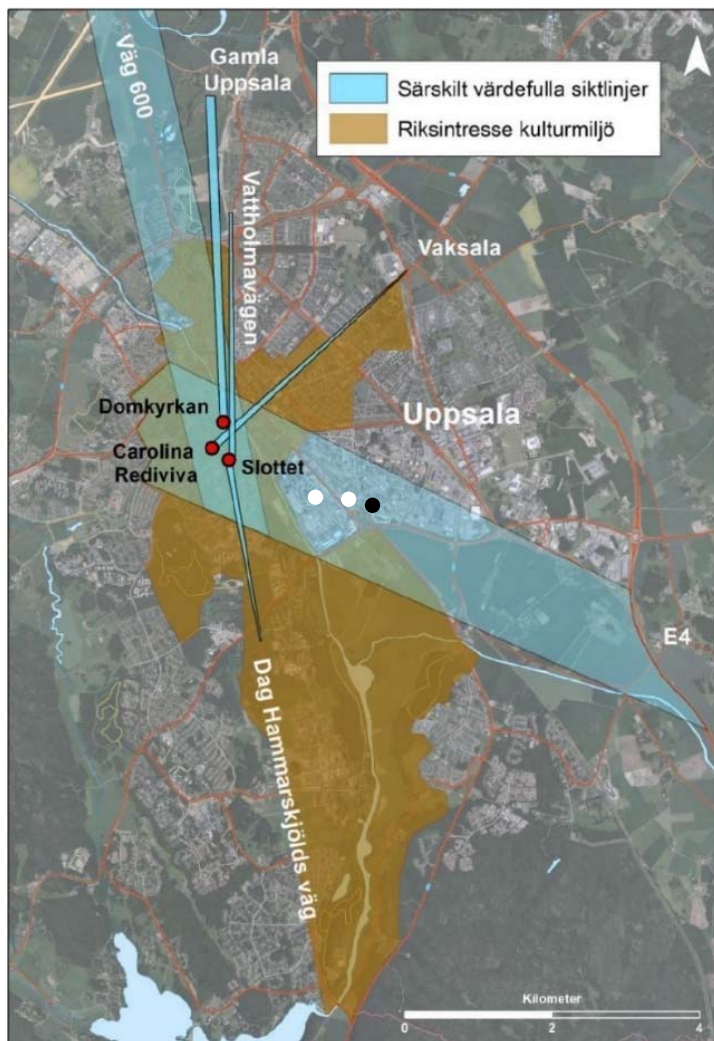 Väg 600
Gamla
Uppsala
Särskilt värdefulla siktlinjer
Riksintresse kulturmiljö
Vattholmavägen
Vaksala
Domkyrkan
Uppsala
Carolina
Rediviva
Slottet
E4
Dag Hammarskjölds väg
Kilometer
0 2 4